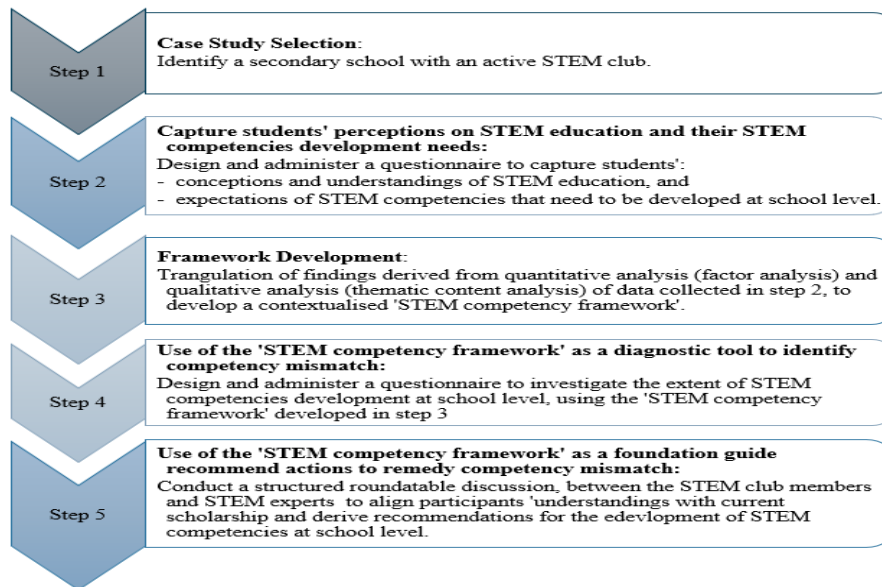 Step 1
Case Study Selection:
Identify a secondary school with an active STEM club.
Step 2
Capture students' perceptions on STEM education and their STEM
competencies development needs:
Design and administer a questionnaire to capture students':
- conceptions and understandings of STEM education, and
- expectations of STEM competencies that need to be developed at school level.
Step 3
Framework Development:
Trangulation of findings derived from quantitative analysis (factor analysis) and
qualitative analysis (thematic content analysis) of data collected in step 2, to
develop a contextualised 'STEM competency framework'.
Step 4
Use of the 'STEM competency framework' as a diagnostic tool to identify
competency mismatch:
Design and administer a questionnaire to investigate the extent of STEM
competencies development at school level, using the 'STEM competency
framework' developed in step 3
Step 5
Use of the 'STEM competency framework' as a foundation guide
recommend actions to remedy competency mismatch:
Conduct a structured roundtable discussion, between the STEM club members
and STEM experts to align participants 'understandings with current
scholarship and derive recommendations for the edevlopment of STEM
competencies at school level.